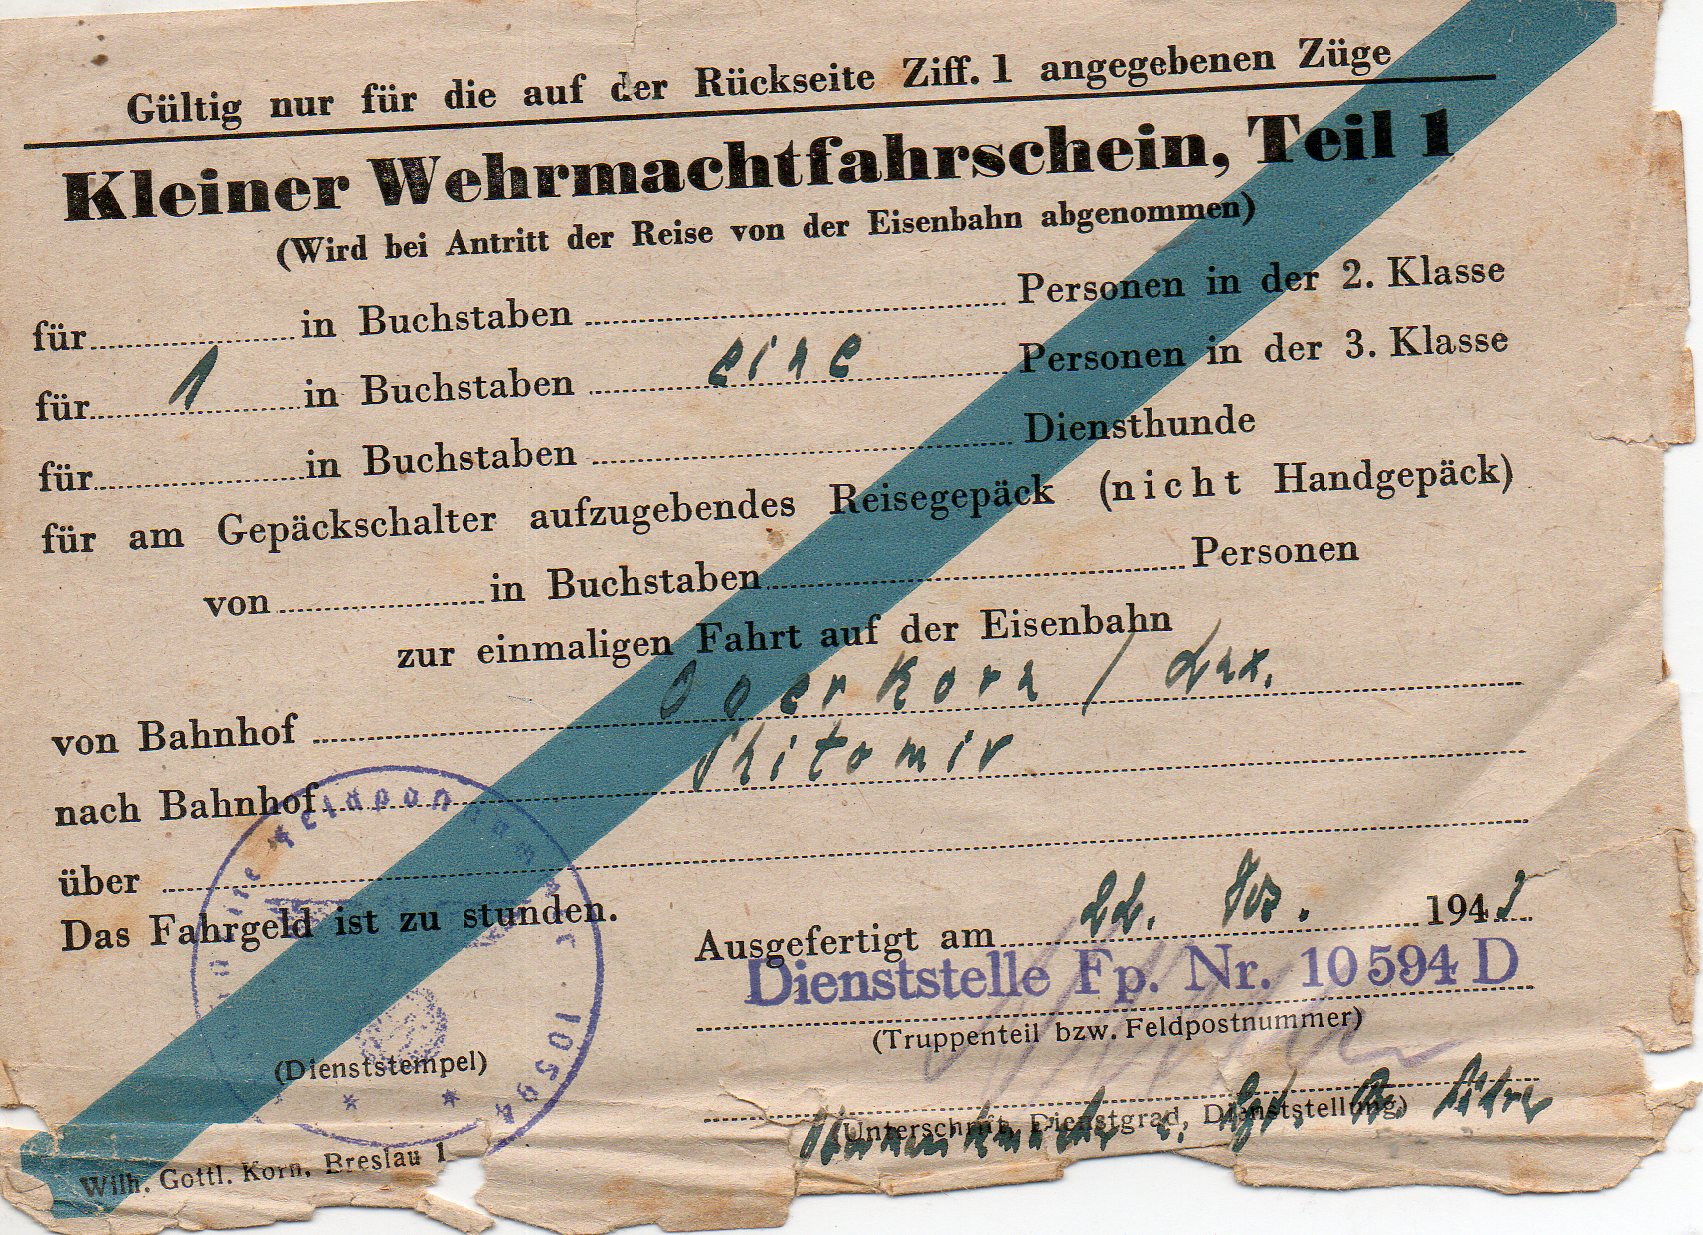 Gültig nur für die auf der Rückseite Ziff. 1 angegebenen Züge
Kleiner Wehrmachtfahrschein, Teil 1
(Wird bei Antritt der Reise von der Eisenbahn abgenommen)
für in Buchstaben Personen in der 2. Klasse
für 1 in Buchstaben eine Personen in der 3. Klasse
für in Buchstaben Diensthunde
für am Gepäckschalter aufzugebendes Reisegepäck (nicht Handgepäck)
von in Buchstaben Personen
zur einmaligen Fahrt auf der Eisenbahn
von Bahnhof Ogerkorn / Lux.
nach Bahnhof Shitomir
über
Das Fahrgeld ist zu stunden.
Ausgefertigt am 22. 194
Dienststelle Fp. Nr. 10594 D
(Truppenteil bzw. Feldpostnummer)
(Dienststempel)
10594
(Unterschrift, Dienstgrad, Dienststellung)
Wilh. Gottl. Korn, Breslau 1